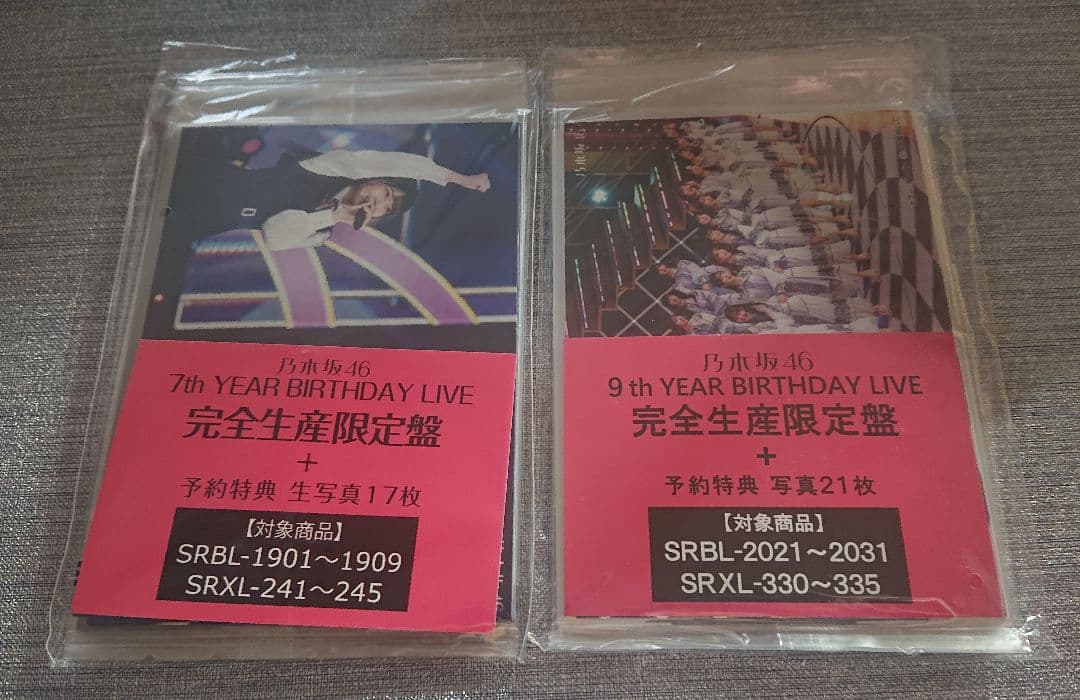 乃木坂46
7th YEAR BIRTHDAY LIVE
完全生産限定盤
+
予約特典 生写真17枚
【対象商品】
SRBL-1901〜1909
SRXL-241〜245
乃木坂46
9th YEAR BIRTHDAY LIVE
完全生産限定盤
+
予約特典 写真21枚
【対象商品】
SRBL-2021〜2031
SRXL-330〜335